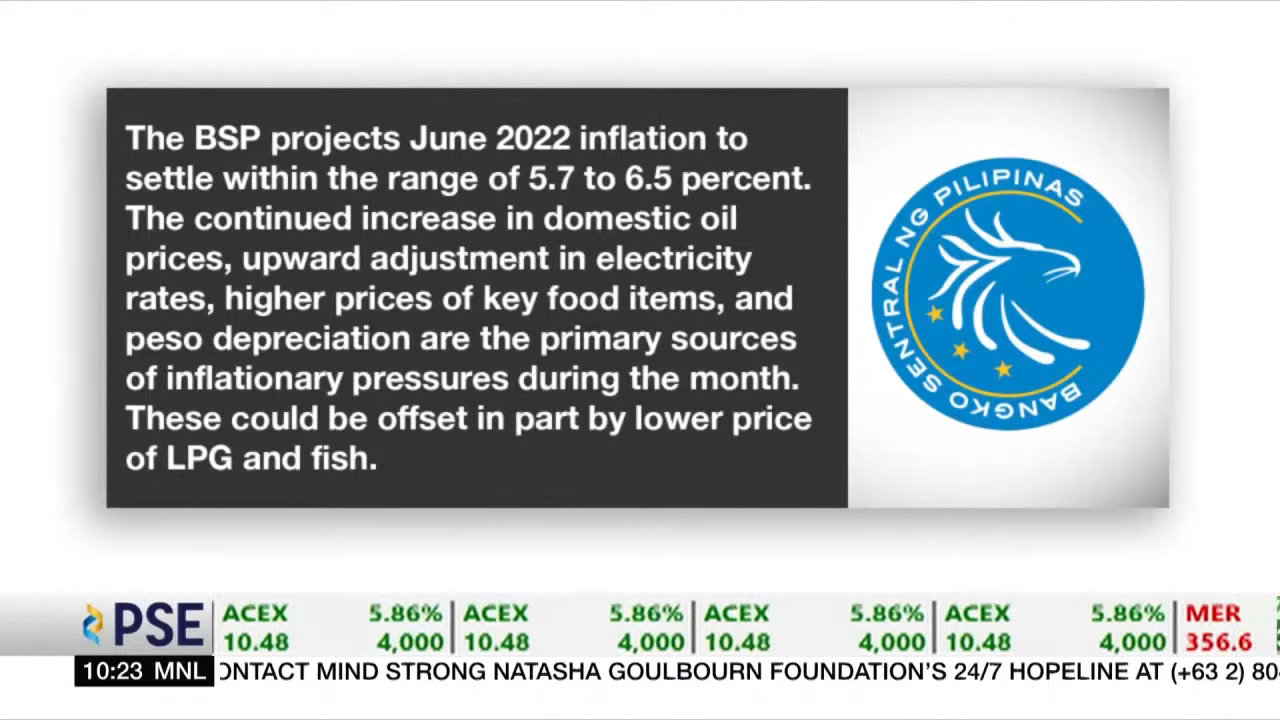 The BSP projects June 2022 inflation to
settle within the range of 5.7 to 6.5 percent.
The continued increase in domestic oil
prices, upward adjustment in electricity
rates, higher prices of key food items, and
peso depreciation are the primary sources
of inflationary pressures during the month.
These could be offset in part by lower price
of LPG and fish.
BANGKO SENTRAL NG PILIPINAS
PSE
ACEX 5.86% ACEX 5.86% ACEX 5.86% ACEX 5.86% MER
10.48 4,000 10.48 4,000 10.48 4,000 10.48 4,000 356.6
10:23 MNL ONTACT MIND STRONG NATASHA GOULBOURN FOUNDATION'S 24/7 HOPELINE AT (+63 2) 80